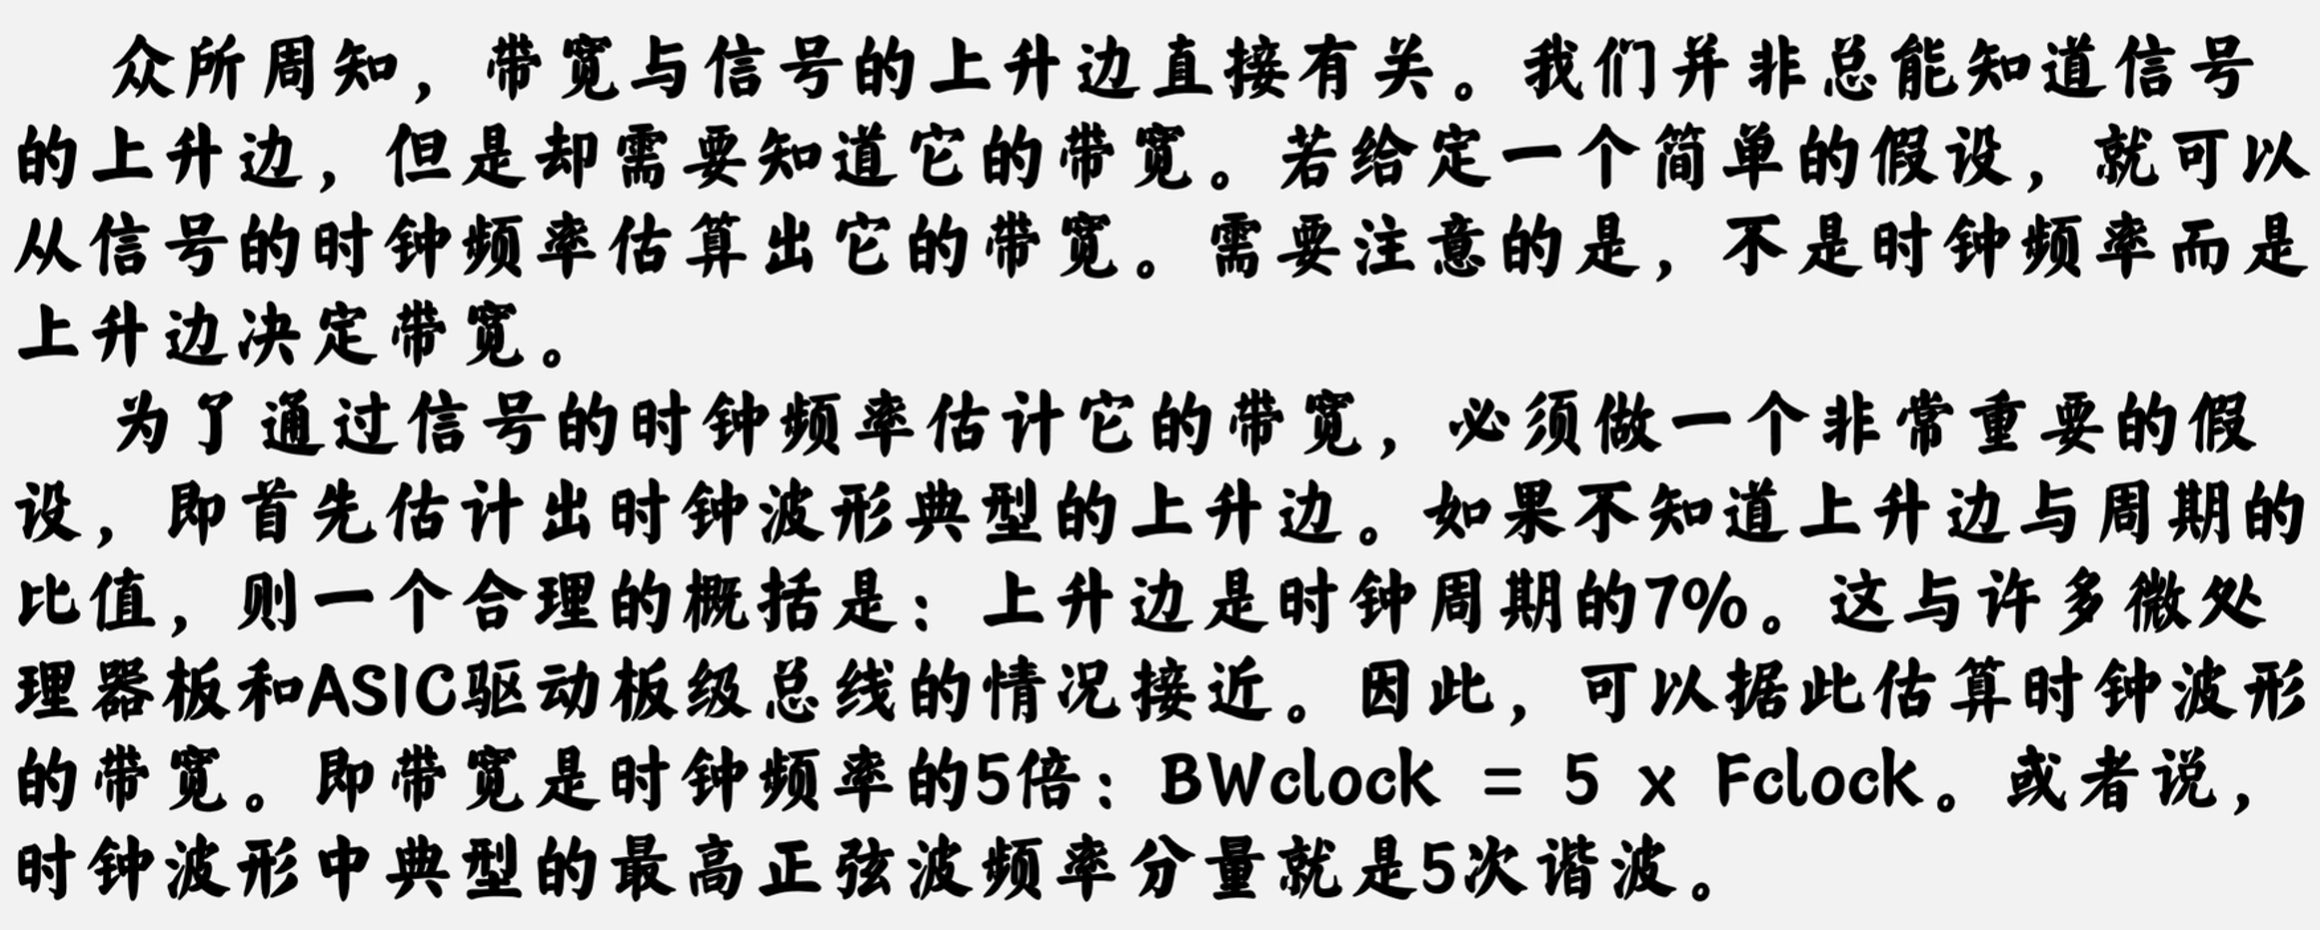 众所周知，带宽与信号的上升边直接有关。我们并非总能知道信号
的上升边，但是却需要知道它的带宽。若给定一个简单的假设，就可以
从信号的时钟频率估算出它的带宽。需要注意的是，不是时钟频率而是
上升边决定带宽。
为了通过信号的时钟频率估计它的带宽，必须做一个非常重要的假
设，即首先估计出时钟波形典型的上升边。如果不知道上升边与周期的
比值，则一个合理的概括是：上升边是时钟周期的7%。这与许多微处
理器板和ASIC驱动板级总线的情况接近。因此，可以据此估算时钟波形
的带宽。即带宽是时钟频率的5倍：BWclock = 5 x Fclock。或者说，
时钟波形中典型的最高正弦波频率分量就是5次谐波。